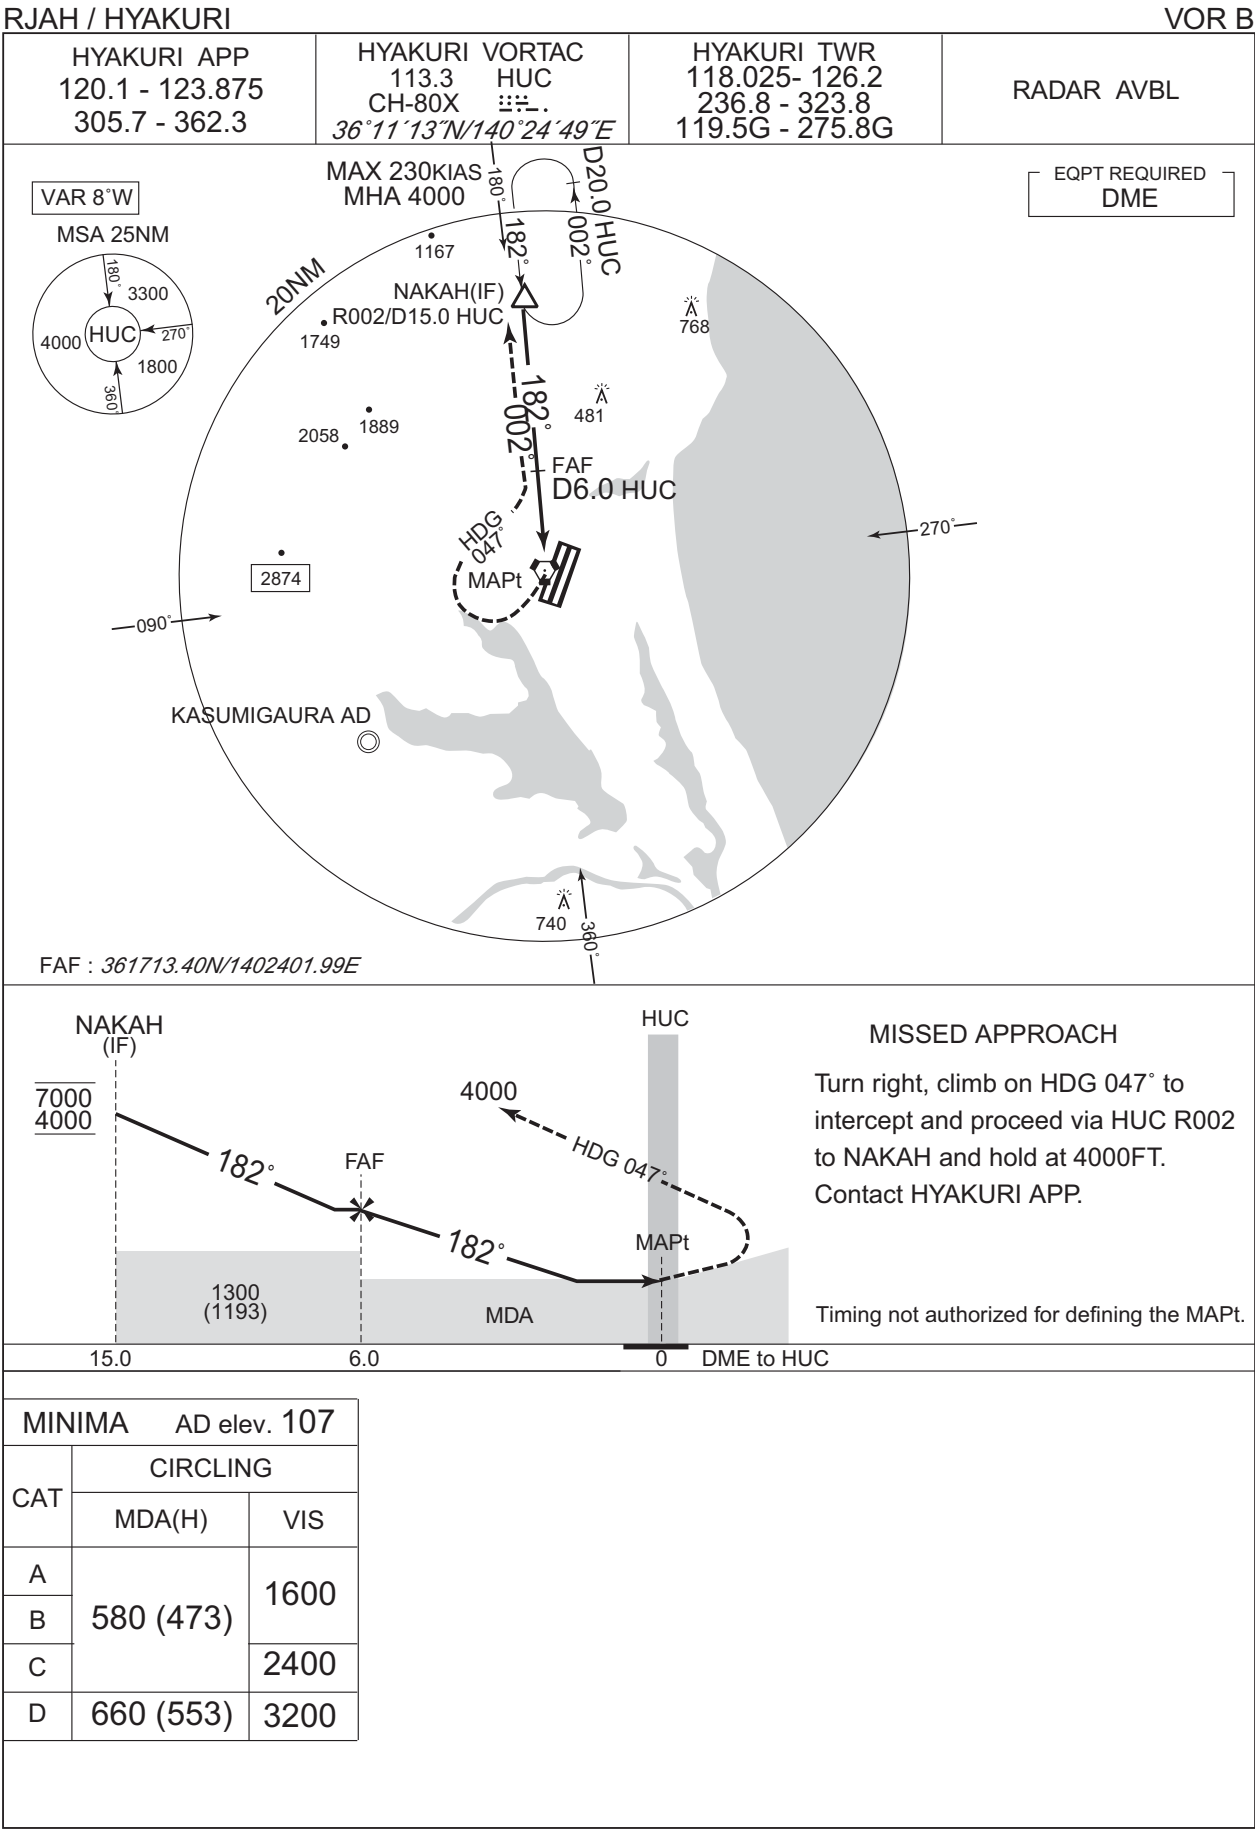 RJAH / HYAKURI
VOR B
HYAKURI APP
120.1 - 123.875
305.7 - 362.3
HYAKURI VORTAC
113.3 HUC
CH-80X
36°11´13˝N/140°24´49˝E
HYAKURI TWR
118.025- 126.2
236.8 - 323.8
119.5G - 275.8G
RADAR AVBL
VAR 8°W
MSA 25NM
180°
3300
HUC
270°
4000
1800
360°
MAX 230KIAS
MHA 4000
180°
182°
002°
D20.0 HUC
EQPT REQUIRED
DME
20NM
1167
NAKAH(IF)
R002/D15.0 HUC
1749
768
182°
002°
481
1889
2058
FAF
D6.0 HUC
HDG
047°
MAPt
270°
2874
090°
KASUMIGAURA AD
740
360°
FAF : 361713.40N/1402401.99E
NAKAH
(IF)
7000
4000
182°
FAF
182°
4000
HDG 047°
HUC
MAPt
1300
(1193)
MDA
15.0
6.0
0
DME to HUC
MISSED APPROACH
Turn right, climb on HDG 047° to
intercept and proceed via HUC R002
to NAKAH and hold at 4000FT.
Contact HYAKURI APP.
Timing not authorized for defining the MAPt.
MINIMA AD elev. 107
CAT
CIRCLING
MDA(H)
VIS
A
B
580 (473)
1600
C
2400
D
660 (553)
3200